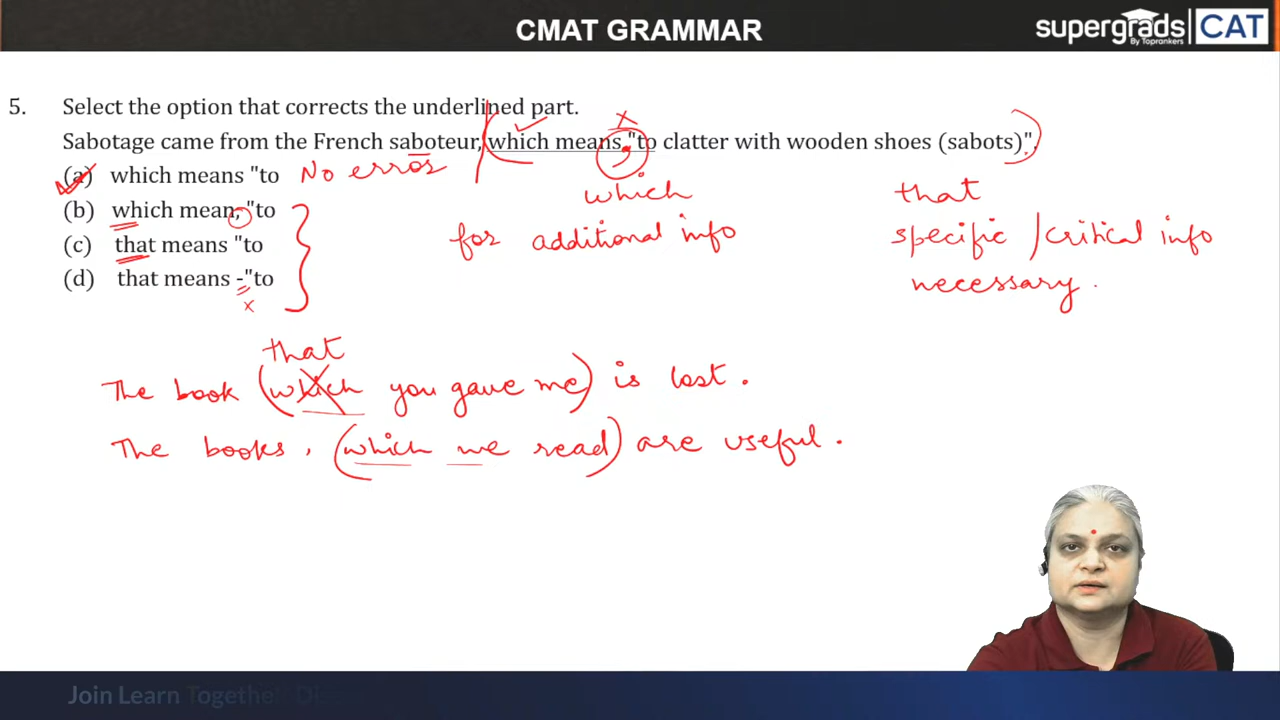 CMAT GRAMMAR
supergrads
By Toprankers
CAT
5. Select the option that corrects the underlined part.
Sabotage came from the French saboteur, which means, "to clatter with wooden shoes (sabots)".
(a) which means "to No error
(b) which mean, "to
(c) that means "to
(d) that means -"to
x
x
which
for additional info
that
specific / critical info
necessary.
that
The book (which you gave me) is lost.
The books, (which we read) are useful.
Join Learn Together